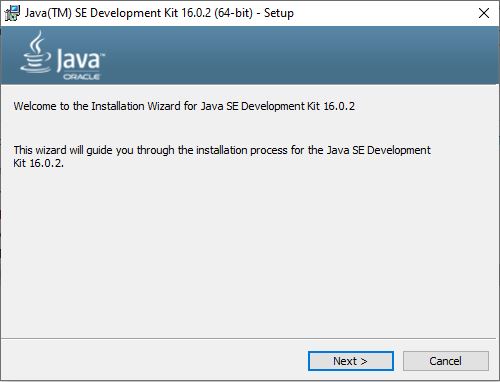 Java(TM) SE Development Kit 16.0.2 (64-bit) - Setup
Java™
ORACLE
Welcome to the Installation Wizard for Java SE Development Kit 16.0.2
This wizard will guide you through the installation process for the Java SE Development
Kit 16.0.2.
Next >
Cancel